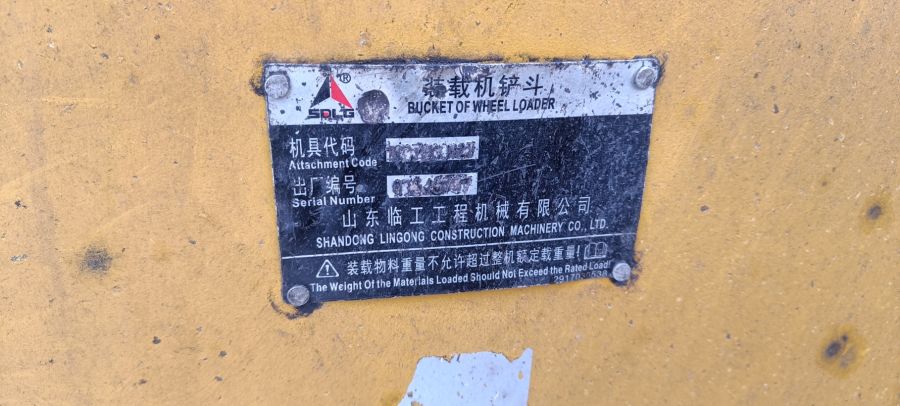 SDLG ®
装载机铲斗
BUCKET OF WHEEL LOADER
机具代码
Attachment Code
出厂编号
Serial Number
山东临工工程机械有限公司
SHANDONG LINGONG CONSTRUCTION MACHINERY CO., LTD.
装载物料重量不允许超过整机额定载重量!
The Weight Of the Materials Loaded Should Not Exceed the Rated Load!